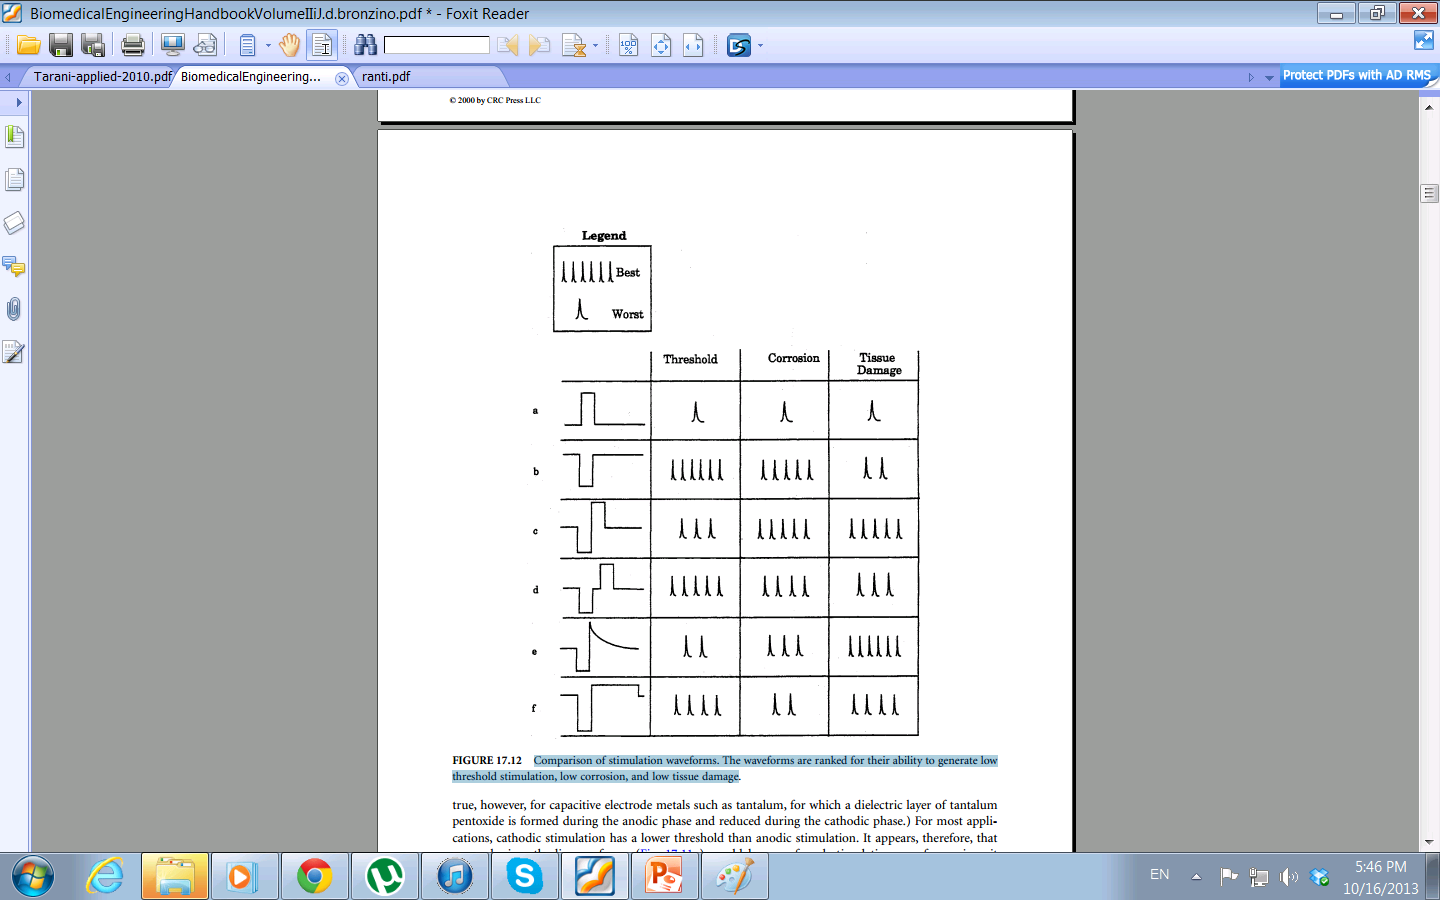 BiomedicalEngineeringHandbookVolumeIIiJ.d.bronzino.pdf * - Foxit Reader
Tarani-applied-2010.pdf
BiomedicalEngineering...
ranti.pdf
Protect PDFs with AD RMS
© 2000 by CRC Press LLC
Legend
Best
Worst
Threshold
Corrosion
Tissue
Damage
a
b
c
d
e
f
FIGURE 17.12 Comparison of stimulation waveforms. The waveforms are ranked for their ability to generate low
threshold stimulation, low corrosion, and low tissue damage.
true, however, for capacitive electrode metals such as tantalum, for which a dielectric layer of tantalum
pentoxide is formed during the anodic phase and reduced during the cathodic phase.) For most appli-
cations, cathodic stimulation has a lower threshold than anodic stimulation. It appears, therefore, that
EN
5:46 PM
10/16/2013